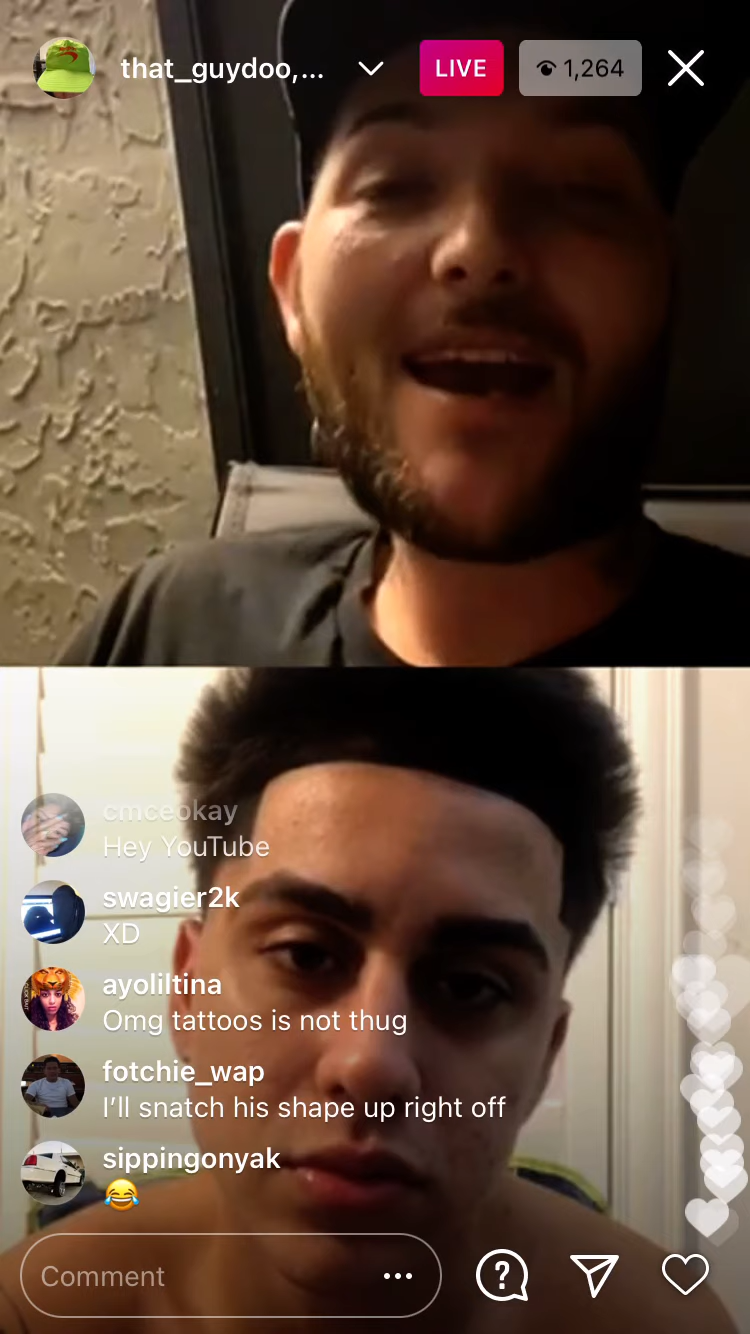 that_guydoo,...
LIVE
1,264
cmceokay
Hey YouTube
swagier2k
XD
ayoliltina
Omg tattoos is not thug
fotchie_wap
I’ll snatch his shape up right off
sippingonyak
😂
Comment